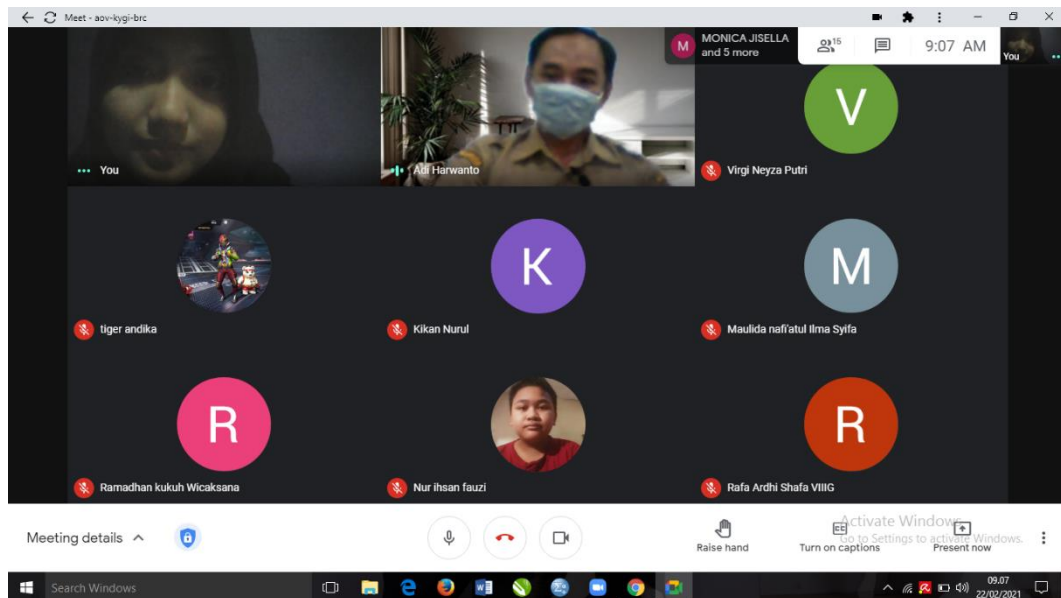 Meet - aov-kygi-brc
M
MONICA JISELLA
and 5 more
15
9:07 AM
You
You
Adi Harwanto
V
Virgi Neyza Putri
tiger andika
K
Kikan Nurul
M
Maulida nafi'atul Ilma Syifa
R
Ramadhan kukuh Wicaksana
Nur ihsan fauzi
R
Rafa Ardhi Shafa VIIIG
Meeting details
Raise hand
CC
Turn on captions
Present now
Activate Windows
Go to Settings to activate Windows.
Search Windows
09.07
22/02/2021